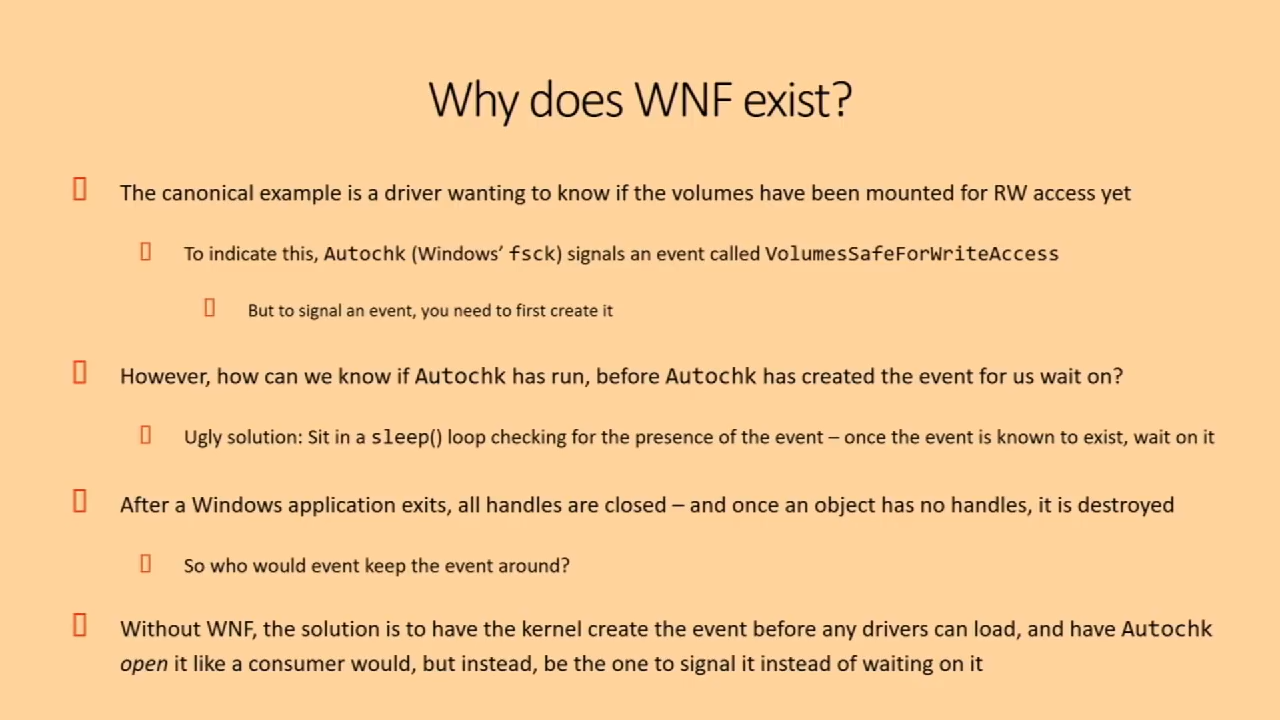 Why does WNF exist?
The canonical example is a driver wanting to know if the volumes have been mounted for RW access yet
To indicate this, Autochk (Windows’ fsck) signals an event called VolumesSafeForWriteAccess
But to signal an event, you need to first create it
However, how can we know if Autochk has run, before Autochk has created the event for us wait on?
Ugly solution: Sit in a sleep() loop checking for the presence of the event – once the event is known to exist, wait on it
After a Windows application exits, all handles are closed – and once an object has no handles, it is destroyed
So who would event keep the event around?
Without WNF, the solution is to have the kernel create the event before any drivers can load, and have Autochk
open it like a consumer would, but instead, be the one to signal it instead of waiting on it